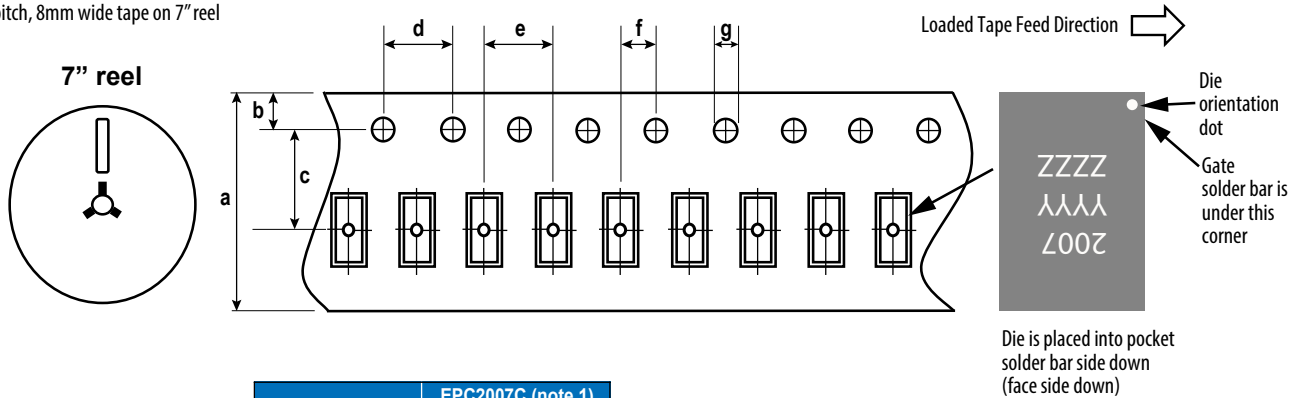 pitch, 8mm wide tape on 7” reel
Loaded Tape Feed Direction
7” reel
d
e
f
g
b
c
a
Die
orientation
dot
Gate
solder bar is
under this
corner
2007
YYYY
ZZZZ
Die is placed into pocket
solder bar side down
(face side down)
EPC2007C (note 1)